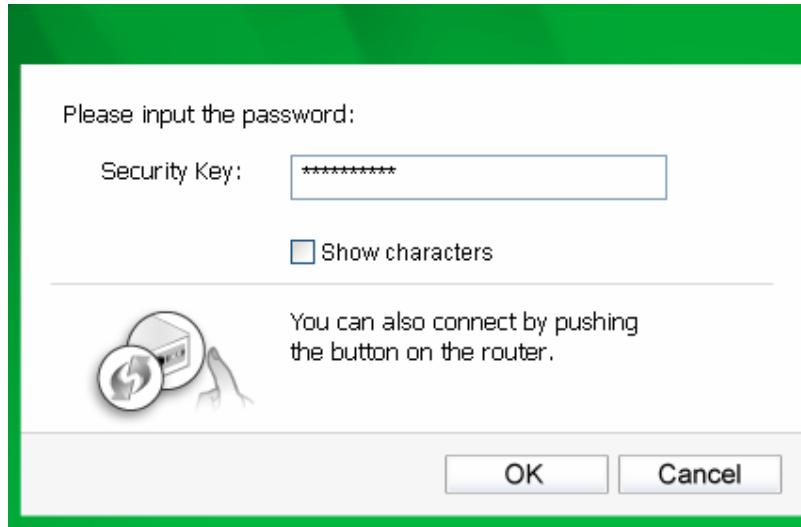 Please input the password:
Security Key: **********
Show characters
You can also connect by pushing
the button on the router.
OK Cancel